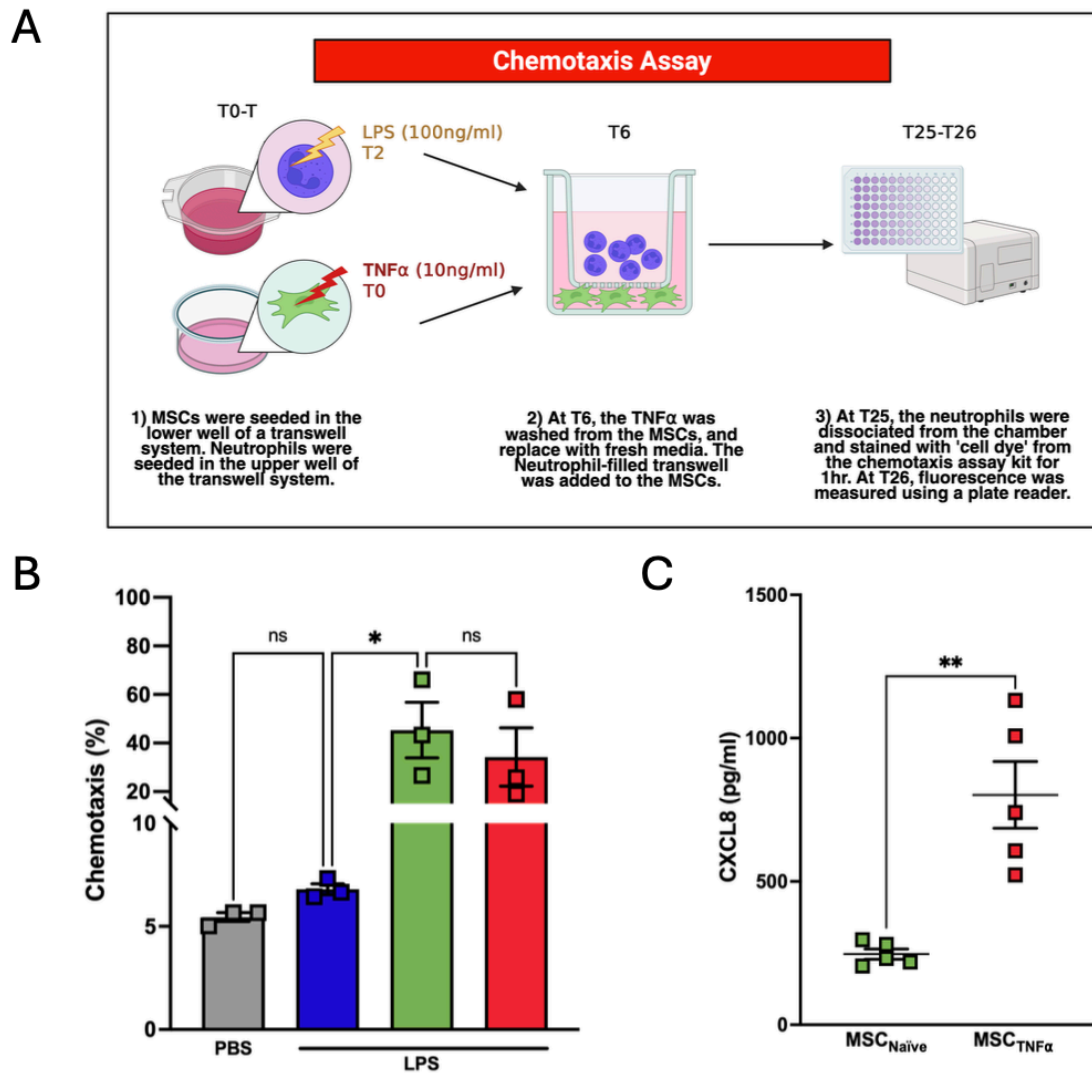 A
Chemotaxis Assay
T0-T
LPS (100ng/ml)
T2
TNFα (10ng/ml)
T0
T6
T25-T26
1) MSCs were seeded in the
lower well of a transwell
system. Neutrophils were
seeded in the upper well of
the transwell system.
2) At T6, the TNFα was
washed from the MSCs, and
replace with fresh media. The
Neutrophil-filled transwell
was added to the MSCs.
3) At T25, the neutrophils were
dissociated from the chamber
and stained with 'cell dye' from
the chemotaxis assay kit for
1hr. At T26, fluorescence was
measured using a plate reader.
B
Chemotaxis (%)
100
80
60
40
20
10
5
0
ns
*
ns
PBS
LPS
C
CXCL8 (pg/ml)
1500
1000
500
0
**
MSCNaïve
MSCTNFα